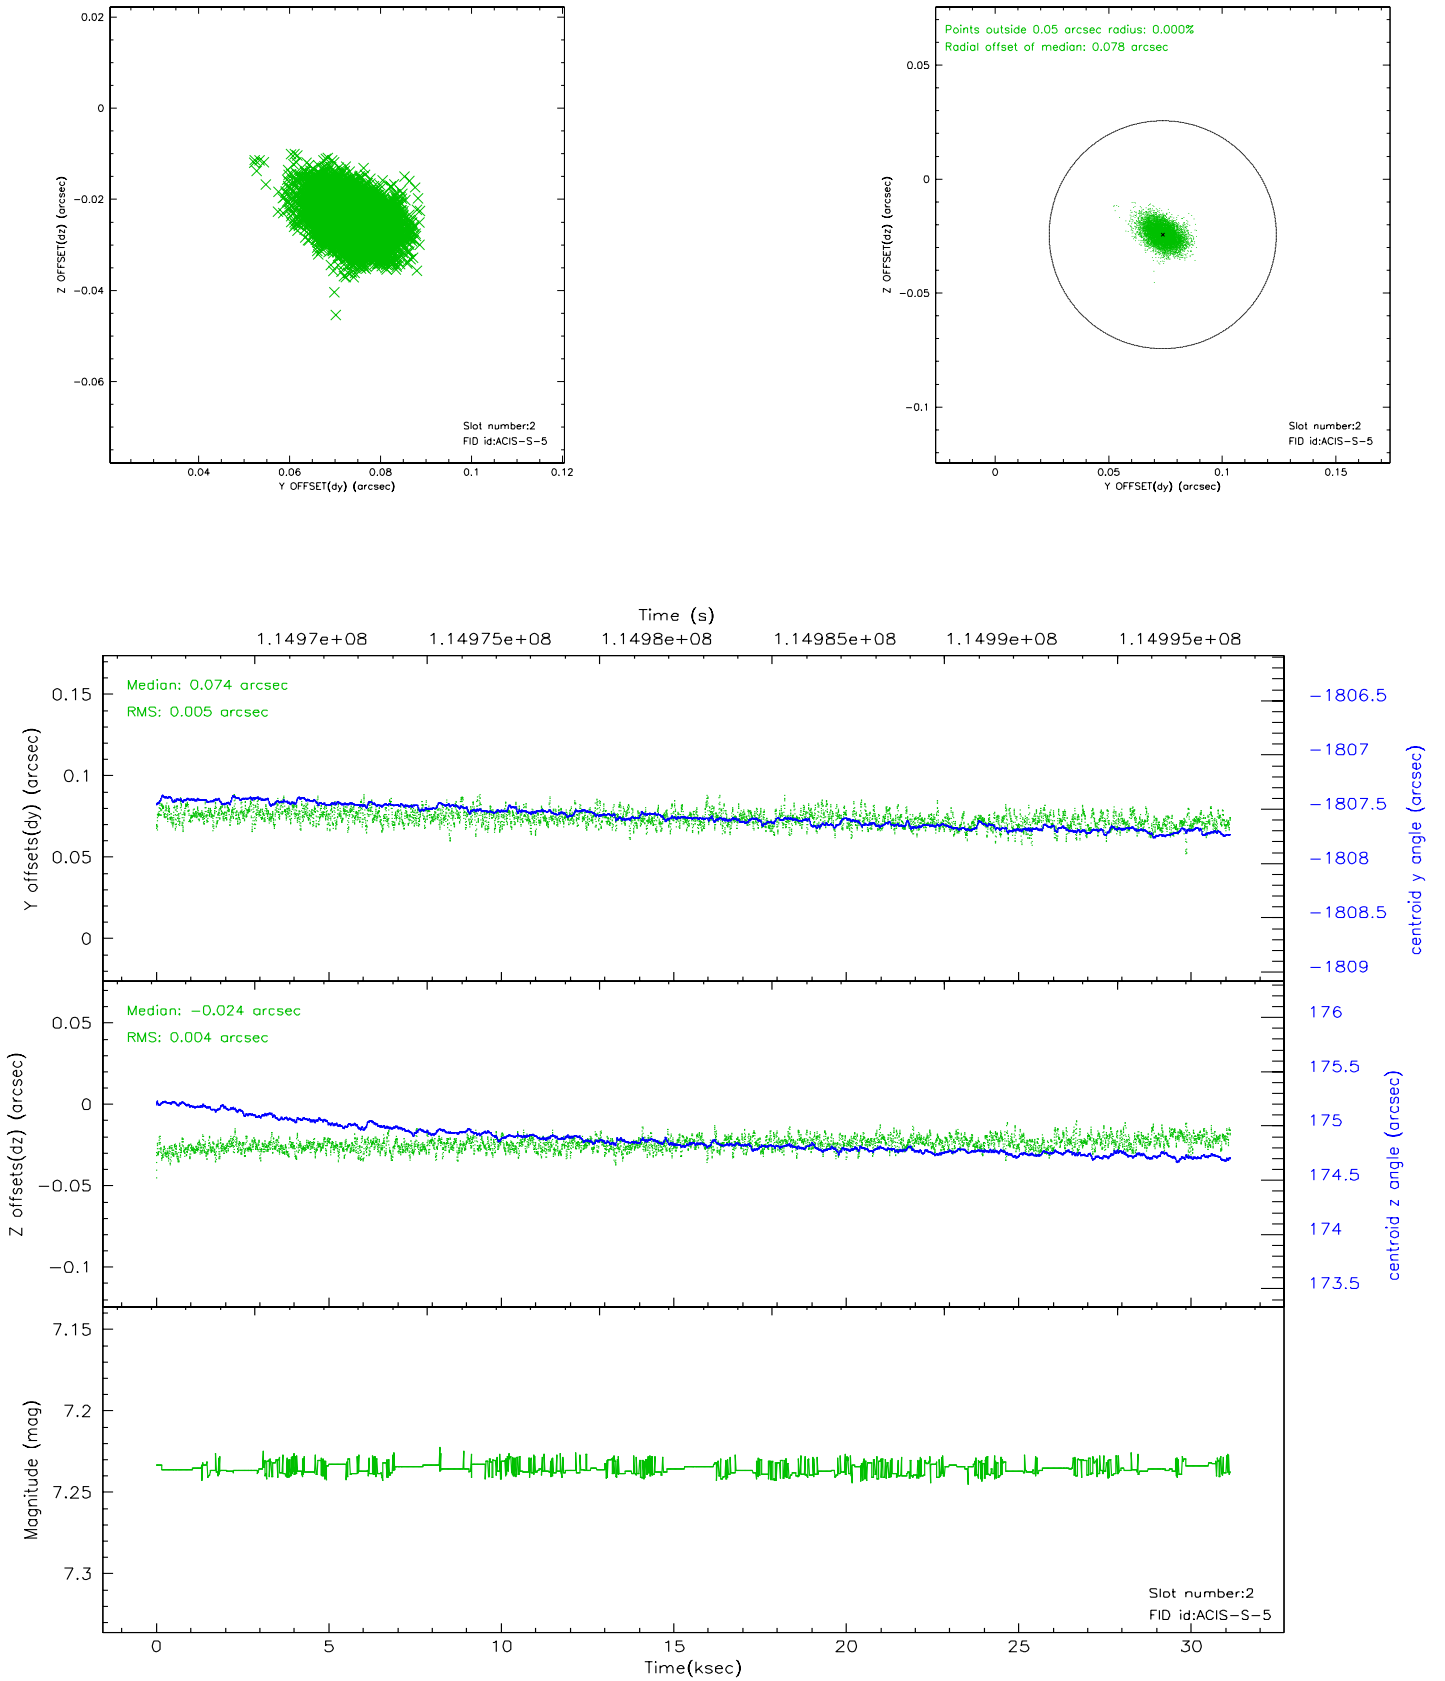 0.02
0
−0.02
−0.04
−0.06
Z OFFSET(dz) (arcsec)
Slot number:2
FID id:ACIS−S−5
0.04 0.06 0.08 0.1 0.12
Y OFFSET(dy) (arcsec)
Points outside 0.05 arcsec radius: 0.000%
Radial offset of median: 0.078 arcsec
0.05
0
−0.05
−0.1
Z OFFSET(dz) (arcsec)
Slot number:2
FID id:ACIS−S−5
0 0.05 0.1 0.15
Y OFFSET(dy) (arcsec)
Time (s)
1.1497e+08 1.14975e+08 1.1498e+08 1.14985e+08 1.1499e+08 1.14995e+08
Median: 0.074 arcsec
RMS: 0.005 arcsec
0.15
0.1
0.05
0
Y offsets(dy) (arcsec)
−1806.5
−1807
−1807.5
−1808
−1808.5
−1809
centroid y angle (arcsec)
Median: −0.024 arcsec
RMS: 0.004 arcsec
0.05
0
−0.05
−0.1
Z offsets(dz) (arcsec)
176
175.5
175
174.5
174
173.5
centroid z angle (arcsec)
7.15
7.2
7.25
7.3
Magnitude (mag)
Slot number:2
FID id:ACIS−S−5
0 5 10 15 20 25 30
Time(ksec)